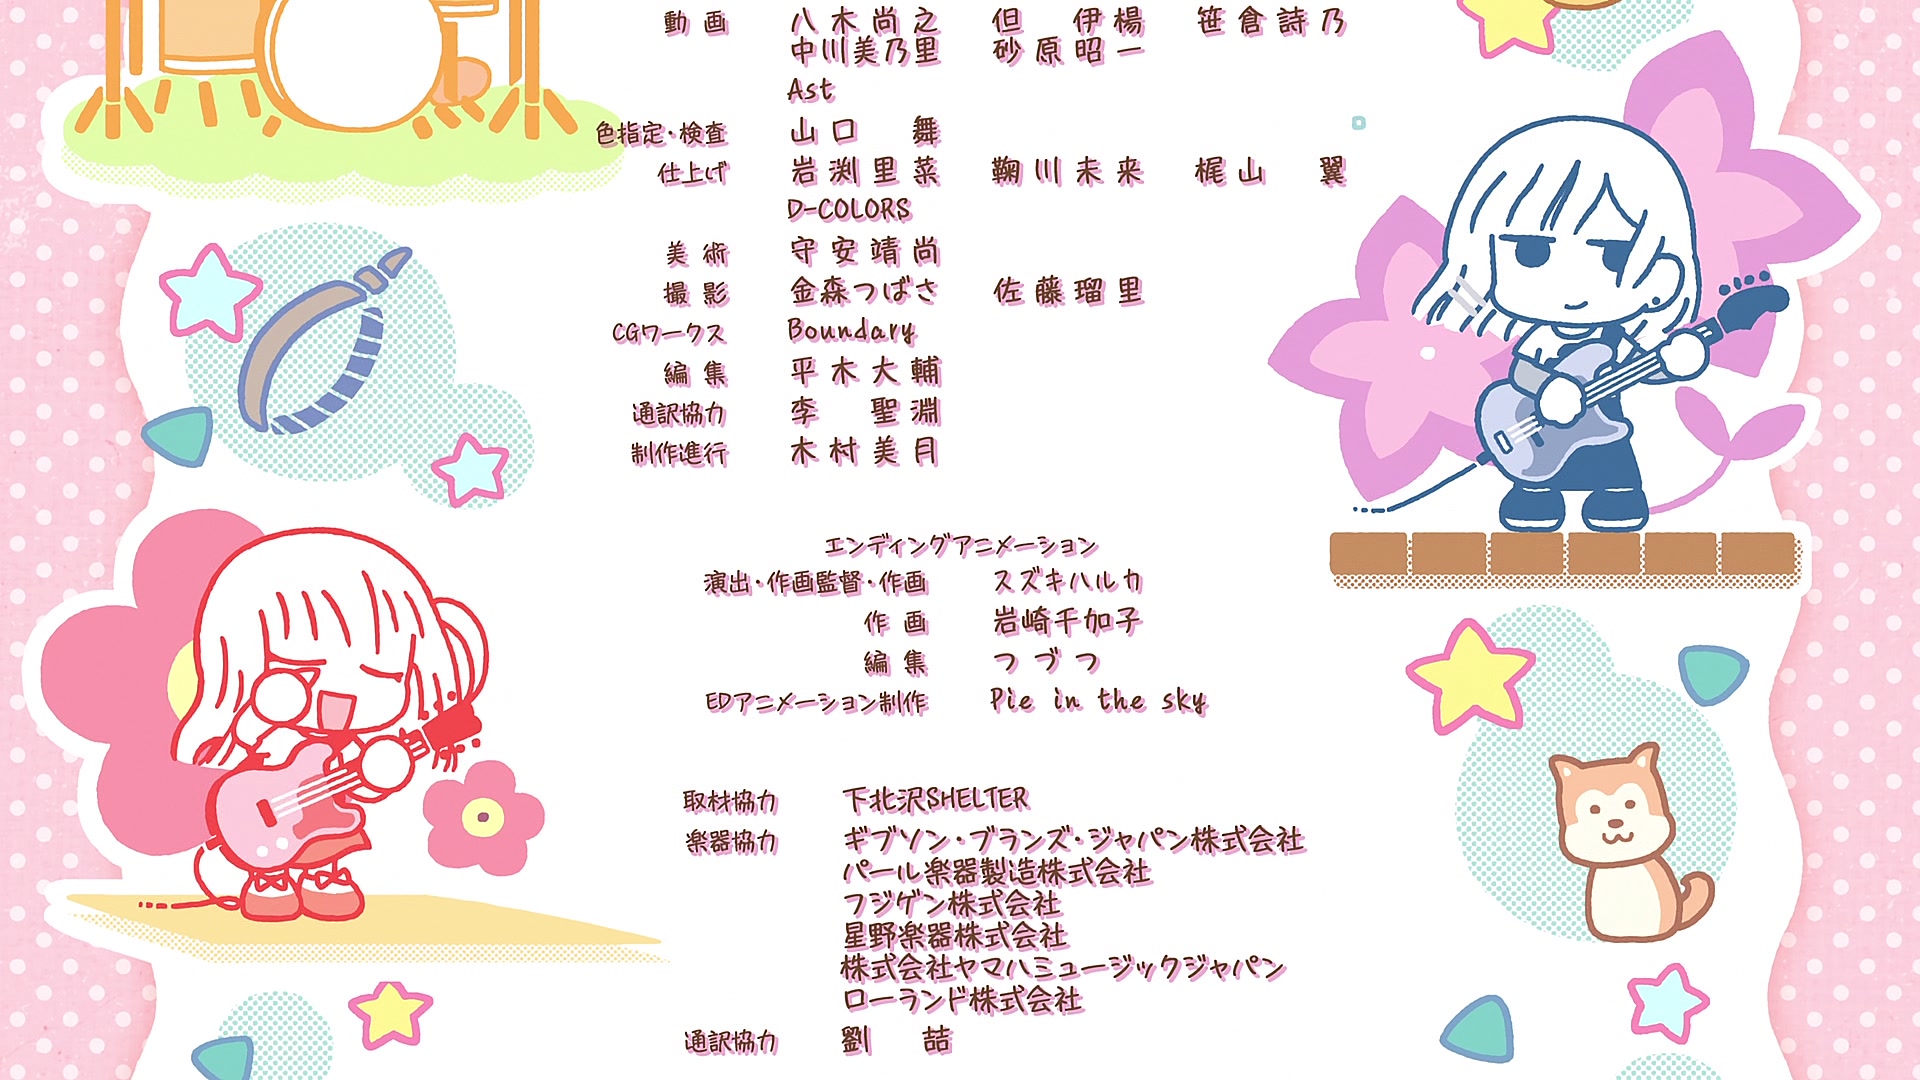 動画 八木尚之 但 伊楊 笹倉詩乃
中川美乃里 砂原昭一
Ast
色指定・検査 山口 舞
仕上げ 岩渕里菜 鞠川未来 梶山 翼
D-COLORS
美術 守安靖尚
撮影 金森つばさ 佐藤瑠里
CGワークス Boundary
編集 平木大輔
通訳協力 李 聖淵
制作進行 木村美月
エンディングアニメーション
演出・作画監督・作画 スズキハルカ
作画 岩崎千加子
編集 つづつ
EDアニメーション制作 Pie in the sky
取材協力 下北沢SHELTER
楽器協力 ギブソン・ブランズ・ジャパン株式会社
パール楽器製造株式会社
フジゲン株式会社
星野楽器株式会社
株式会社ヤマハミュージックジャパン
ローランド株式会社
通訳協力 劉 喆